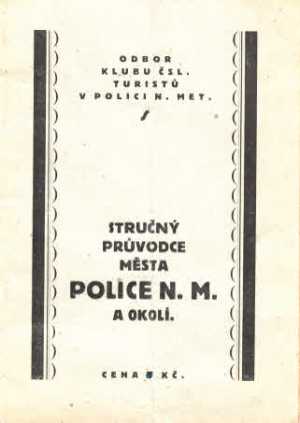 ODBOR
KLUBU ČSL.
TURISTŮ
V POLICI N. MET.
STRUČNÝ
PRŮVODCE
MĚSTA
POLICE N. M.
A OKOLÍ.
CENA KČ.